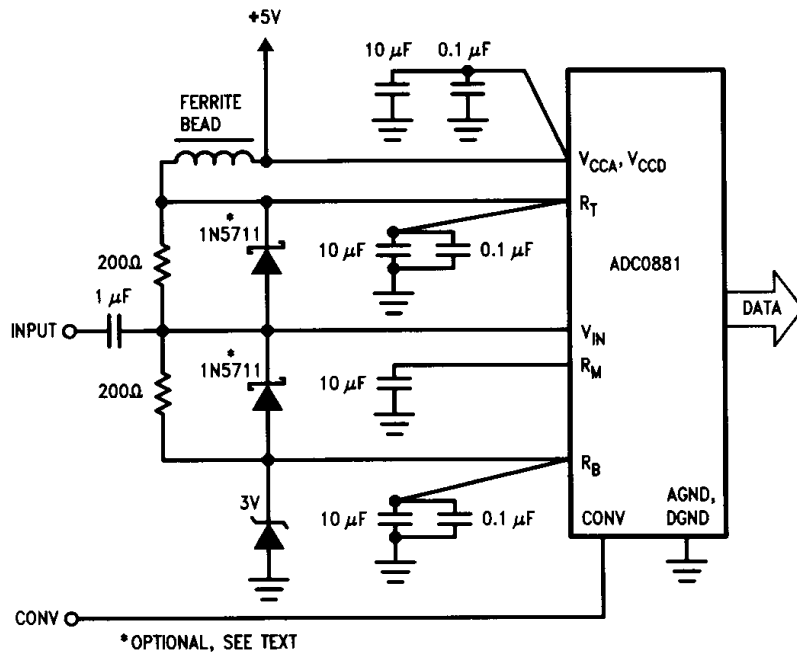 +5V
10 μF
0.1 μF
FERRITE
BEAD
V_CCA, V_CCD
R_T
*
1N5711
200Ω
10 μF
0.1 μF
ADC0881
1 μF
DATA
INPUT
V_IN
*
1N5711
R_M
200Ω
10 μF
R_B
3V
10 μF
0.1 μF
AGND,
DGND
CONV
CONV
*OPTIONAL, SEE TEXT